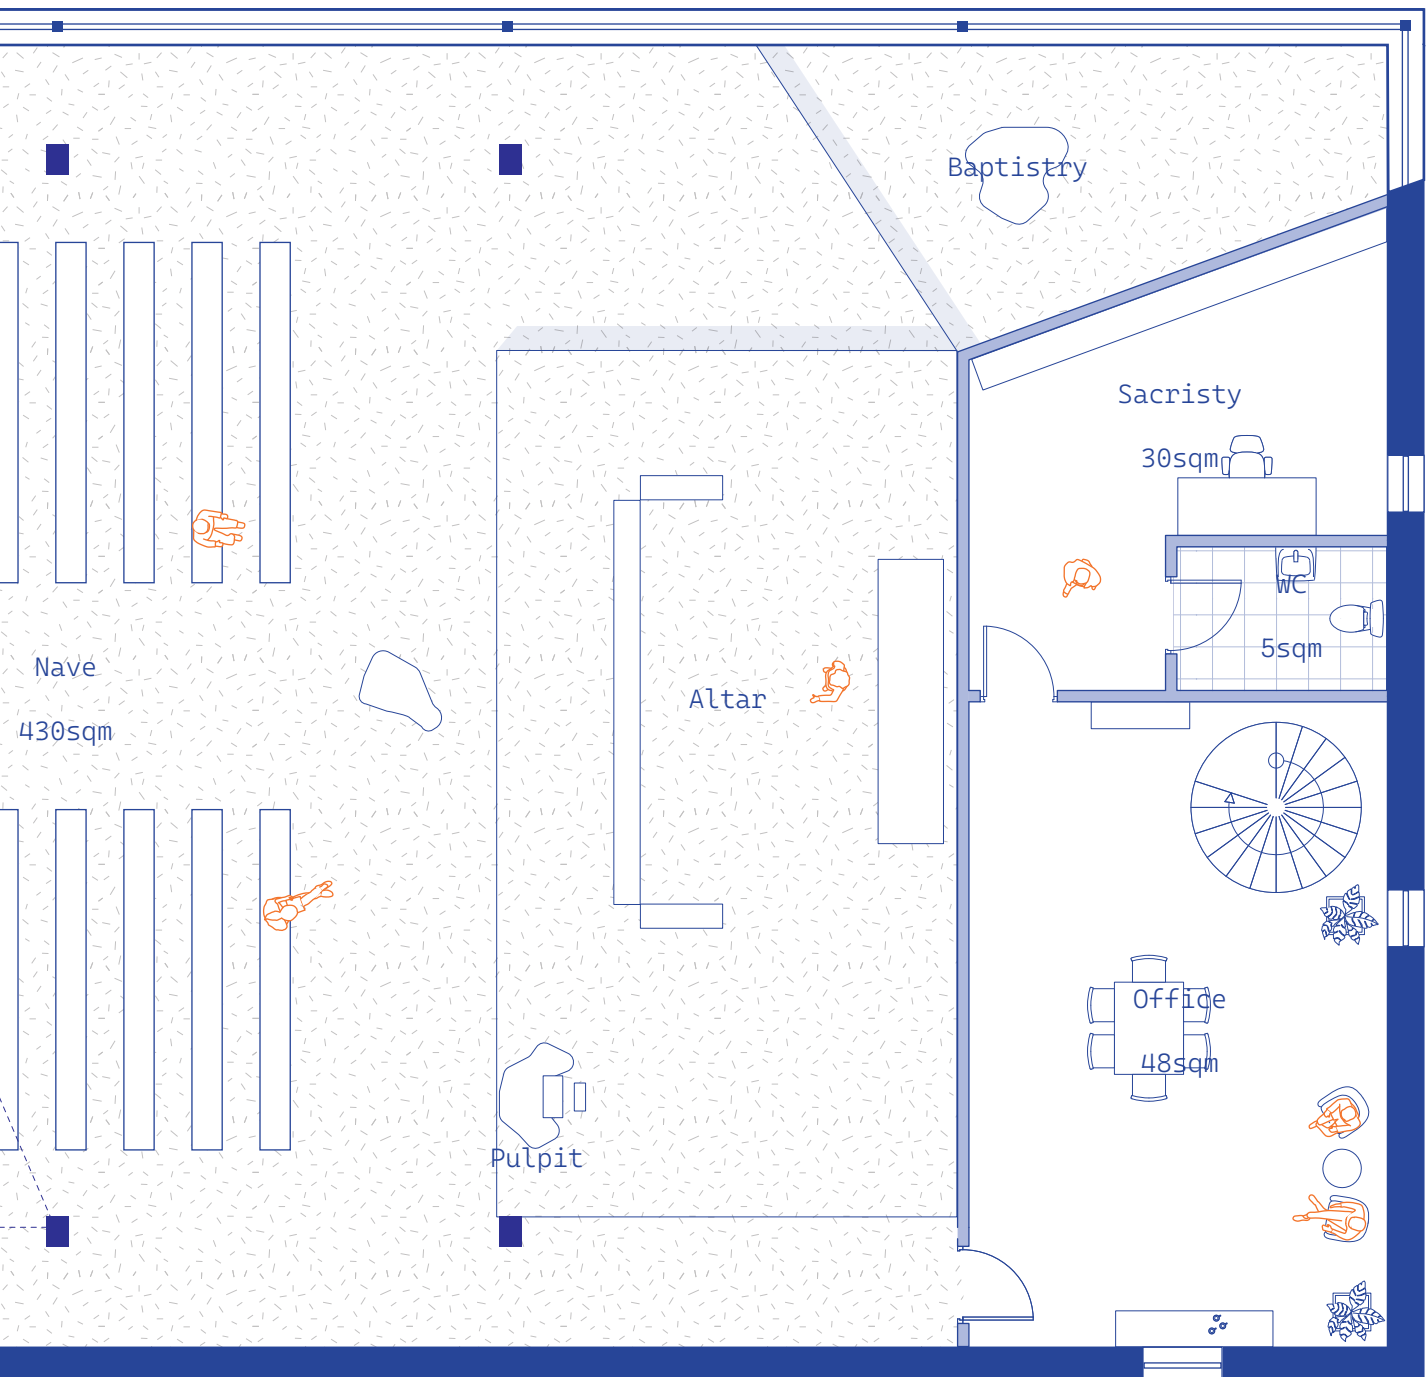 Baptistry
Sacristy
30sqm
WC
5sqm
Nave
430sqm
Altar
Office
48sqm
Pulpit